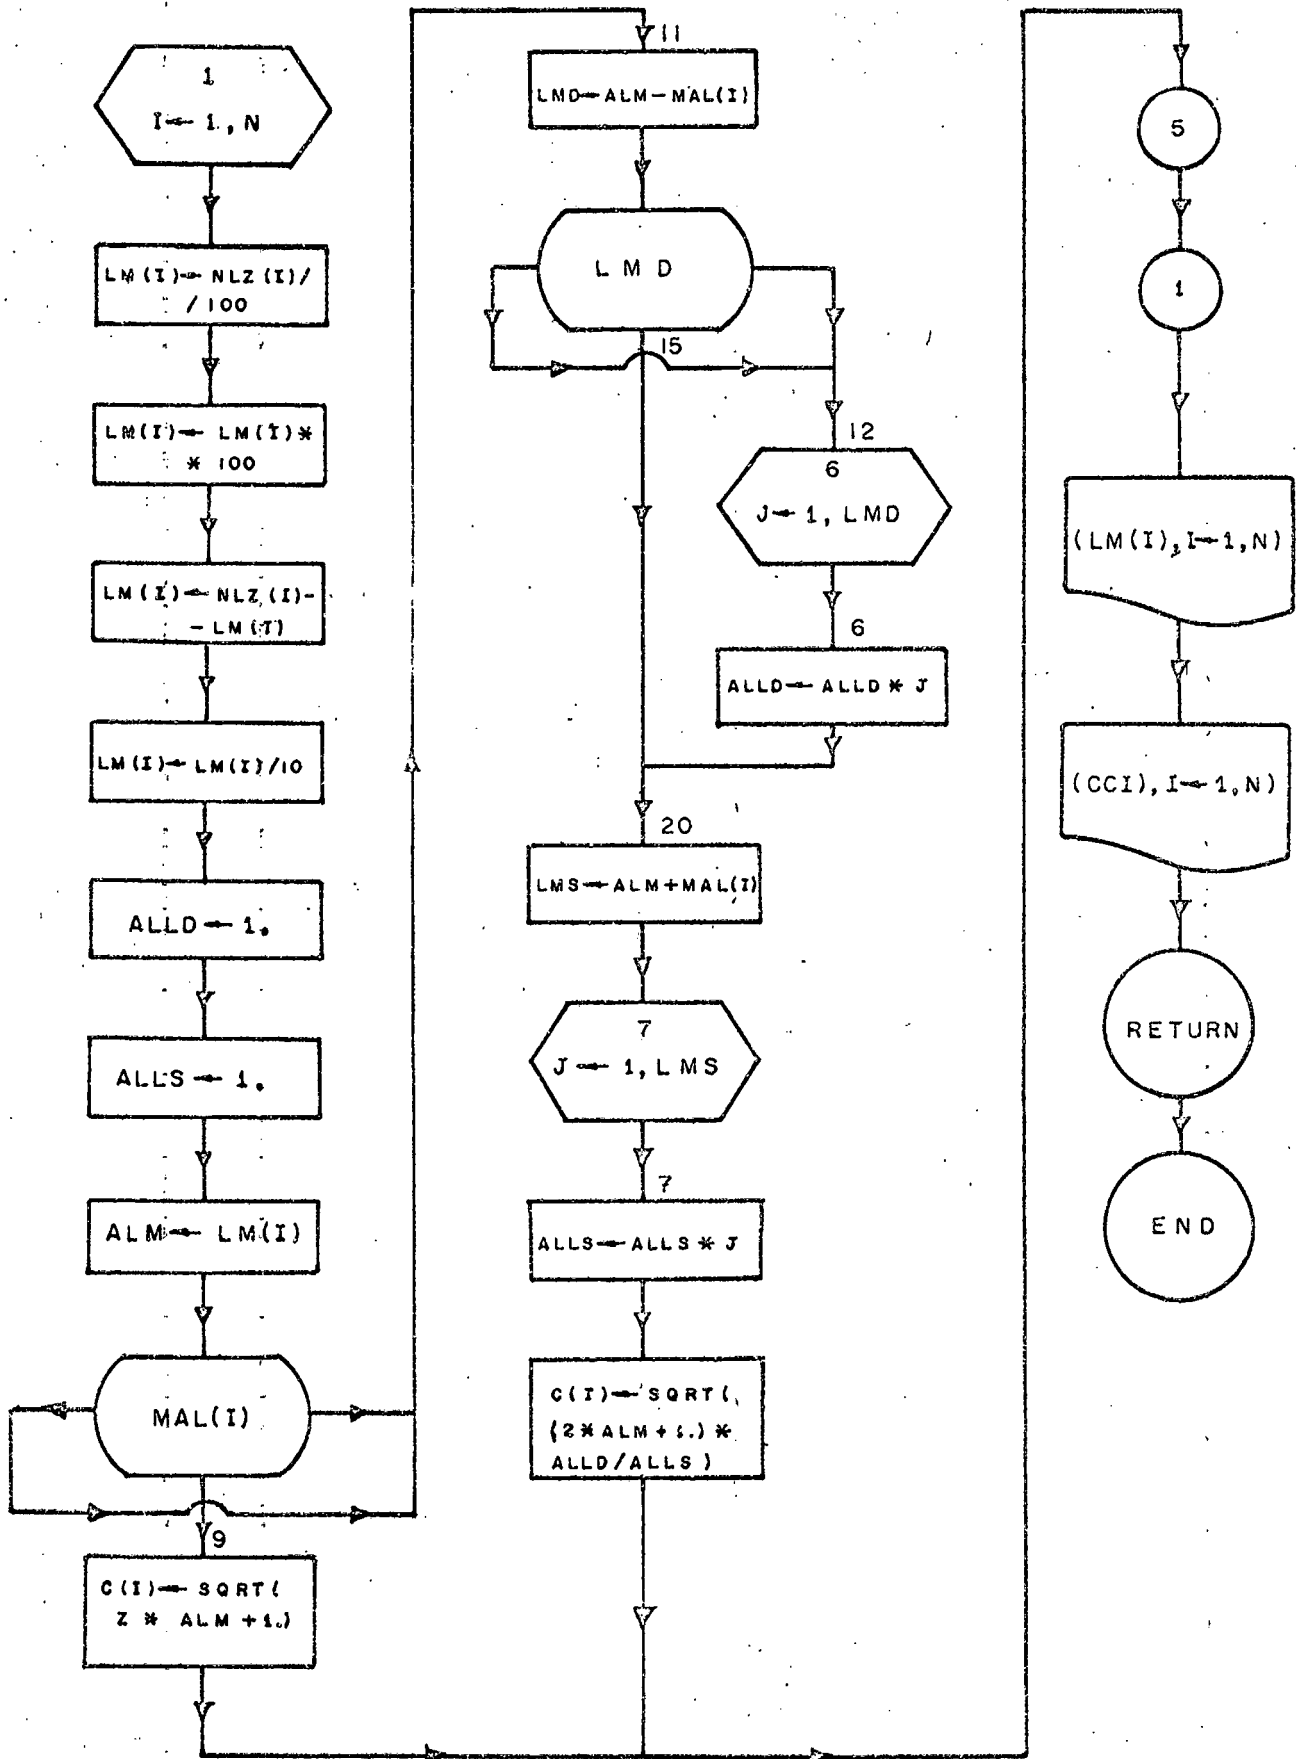 1
I ← 1, N
LM(I) ← NLZ(I)/
/100
LM(I) ← LM(I)*
* 100
LM(I) ← NLZ(I)-
- LM(I)
LM(I) ← LM(I)/10
ALLD ← 1.
ALLS ← 1.
ALM ← LM(I)
MAL(I)
9
C(I) ← SQRT(
Z * ALM + 1.)
11
LMD ← ALM - MAL(I)
LMD
15
12
6
J ← 1, LMD
6
ALLD ← ALLD * J
20
LMS ← ALM + MAL(I)
7
J ← 1, LMS
7
ALLS ← ALLS * J
C(I) ← SQRT(
(2 * ALM + 1.) *
ALLD/ALLS)
5
1
(LM(I), I ← 1, N)
(CCI), I ← 1, N)
RETURN
END